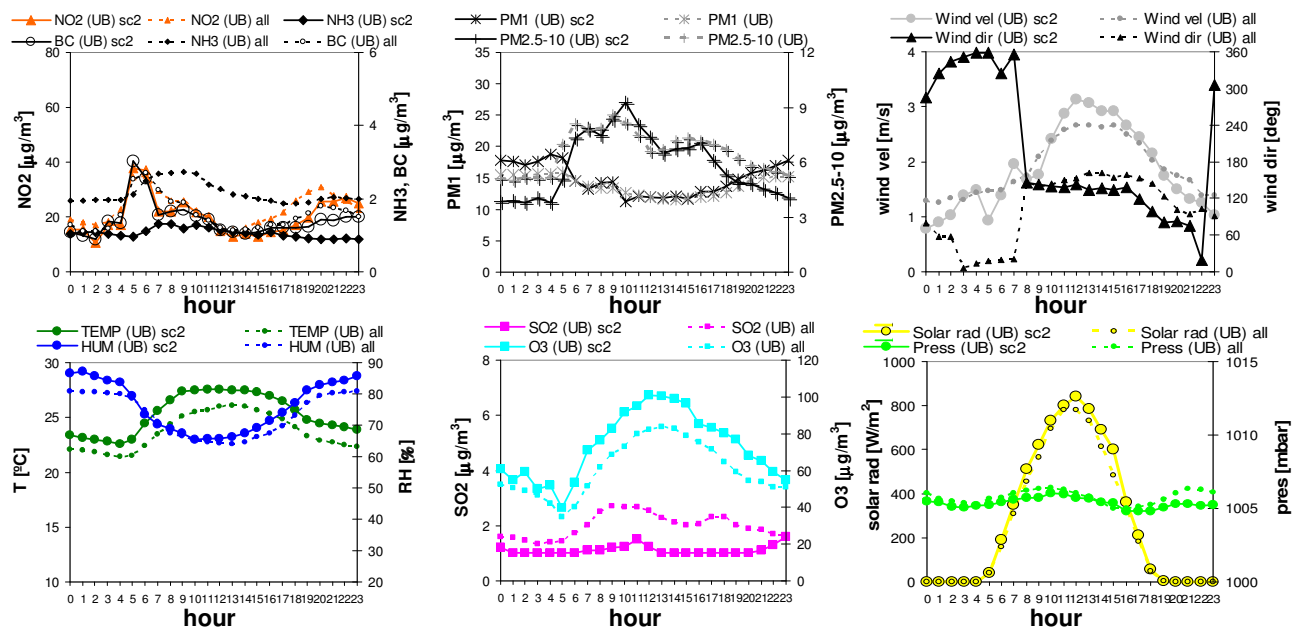 NO2 (UB) sc2 NO2 (UB) all NH3 (UB) sc2
BC (UB) sc2 NH3 (UB) all BC (UB) all
80 60 40 20 0
NO2 [µg/m³]
6 4 2 0
NH3, BC [µg/m³]
0 1 2 3 4 5 6 7 8 9 10 11 12 13 14 15 16 17 18 19 20 21 22 23
hour
PM1 (UB) sc2 PM1 (UB)
PM2.5-10 (UB) sc2 PM2.5-10 (UB)
35 30 25 20 15 10 5 0
PM1 [µg/m³]
12 9 6 3 0
PM2.5-10 [µg/m³]
0 1 2 3 4 5 6 7 8 9 10 11 12 13 14 15 16 17 18 19 20 21 22 23
hour
Wind vel (UB) sc2 Wind vel (UB) all
Wind dir (UB) sc2 Wind dir (UB) all
4 3 2 1 0
wind vel [m/s]
360 300 240 180 120 60 0
wind dir [deg]
0 1 2 3 4 5 6 7 8 9 10 11 12 13 14 15 16 17 18 19 20 21 22 23
hour
TEMP (UB) sc2 TEMP (UB) all
HUM (UB) sc2 HUM (UB) all
30 25 20 15 10
T [ºC]
90 80 70 60 50 40 30 20
RH [%]
0 1 2 3 4 5 6 7 8 9 10 11 12 13 14 15 16 17 18 19 20 21 22 23
hour
SO2 (UB) sc2 SO2 (UB) all
O3 (UB) sc2 O3 (UB) all
8 6 4 2 0
SO2 [µg/m³]
120 100 80 60 40 20 0
O3 [µg/m³]
0 1 2 3 4 5 6 7 8 9 10 11 12 13 14 15 16 17 18 19 20 21 22 23
hour
Solar rad (UB) sc2 Solar rad (UB) all
Press (UB) sc2 Press (UB) all
1000 800 600 400 200 0
solar rad [W/m²]
1015 1010 1005 1000
pres [mbar]
0 1 2 3 4 5 6 7 8 9 10 11 12 13 14 15 16 17 18 19 20 21 22 23
hour